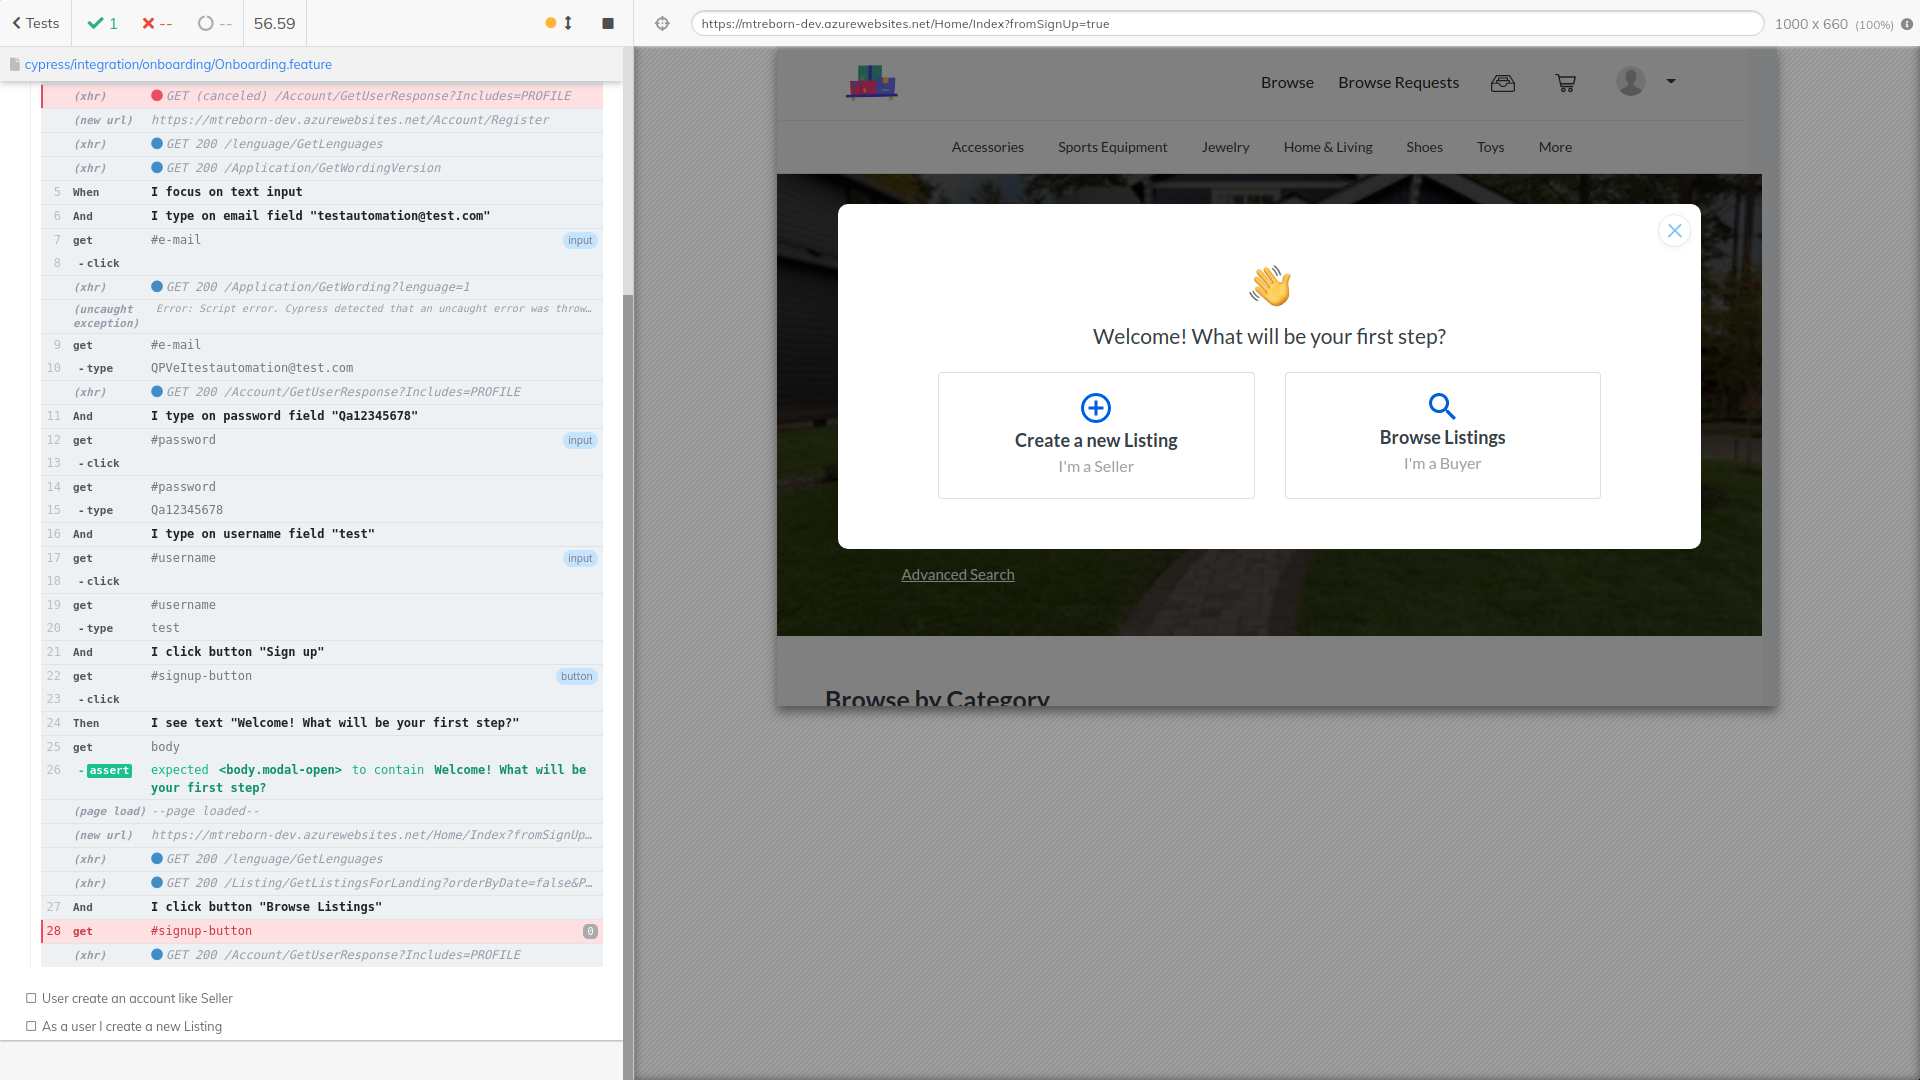 Tests
1
--
--
56.59
https://mtreborn-dev.azurewebsites.net/Home/Index?fromSignUp=true
1000 x 660 (100%)
cypress/integration/onboarding/Onboarding.feature
(xhr) GET (canceled) /Account/GetUserResponse?Includes=PROFILE
(new url) https://mtreborn-dev.azurewebsites.net/Account/Register
(xhr) GET 200 /lenguage/GetLenguages
(xhr) GET 200 /Application/GetWordingVersion
5 When I focus on text input
6 And I type on email field "testautomation@test.com"
7 get #e-mail input
8 - click
(xhr) GET 200 /Application/GetWording?lenguage=1
(uncaught exception) Error: Script error. Cypress detected that an uncaught error was throw…
9 get #e-mail
10 - type QPVeItestautomation@test.com
(xhr) GET 200 /Account/GetUserResponse?Includes=PROFILE
11 And I type on password field "Qa12345678"
12 get #password input
13 - click
14 get #password
15 - type Qa12345678
16 And I type on username field "test"
17 get #username input
18 - click
19 get #username
20 - type test
21 And I click button "Sign up"
22 get #signup-button button
23 - click
24 Then I see text "Welcome! What will be your first step?"
25 get body
26 - assert expected <body.modal-open> to contain Welcome! What will be
your first step?
(page load) --page loaded--
(new url) https://mtreborn-dev.azurewebsites.net/Home/Index?fromSignUp…
(xhr) GET 200 /lenguage/GetLenguages
(xhr) GET 200 /Listing/GetListingsForLanding?orderByDate=false&P…
27 And I click button "Browse Listings"
28 get #signup-button 0
(xhr) GET 200 /Account/GetUserResponse?Includes=PROFILE
User create an account like Seller
As a user I create a new Listing
Browse Browse Requests
Accessories Sports Equipment Jewelry Home & Living Shoes Toys More
Welcome! What will be your first step?
Create a new Listing
I'm a Seller
Browse Listings
I'm a Buyer
Advanced Search
Browse by Category